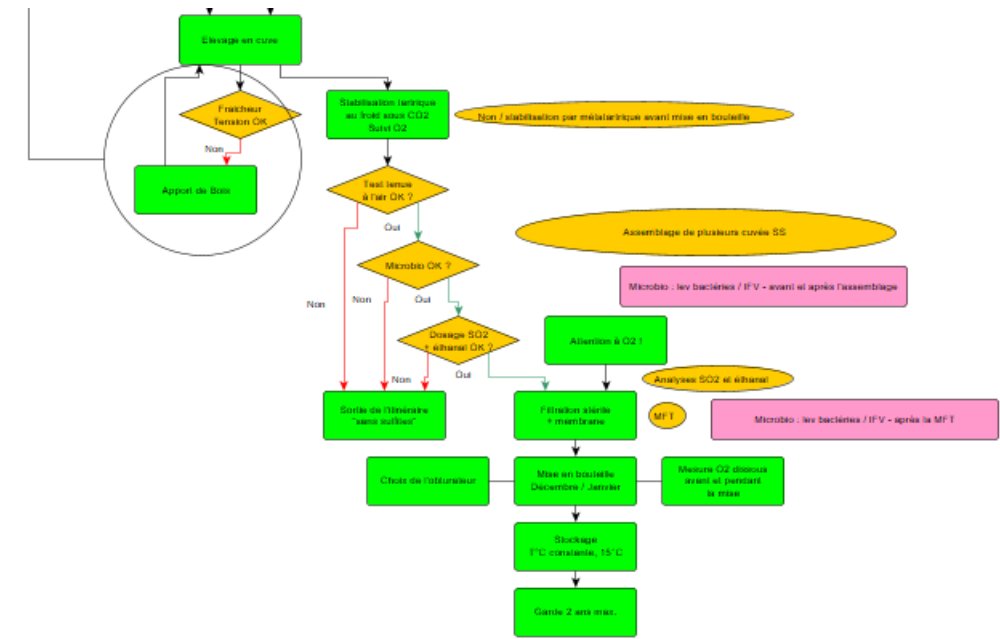 Elevage en cuve
Fraicheur
Tension OK
Non
Apport de Bois
Stabilisation tartrique
au froid sous CO2
Suivi O2
Non / stabilisation par métatartrique avant mise en bouteille
Test tenue
à l'air OK ?
Oui
Assemblage de plusieurs cuvée SS
Microbio OK ?
Microbio : lev bactéries / IFV - avant et après l'assemblage
Non
Non
Oui
Dosage SO2
+ éthanal OK ?
Attention à O2 !
Non
Oui
Analyses SO2 et éthanal
Sortie de l'itinéraire
"sans sulfites"
Filtration stérile
+ membrane
MFT
Microbio : lev bactéries / IFV - après la MFT
Choix de l'obturateur
Mise en bouteille
Décembre / Janvier
Mesure O2 dissous
avant et pendant
la mise
Stockage
T°C constante, 15°C
Garde 2 ans max.